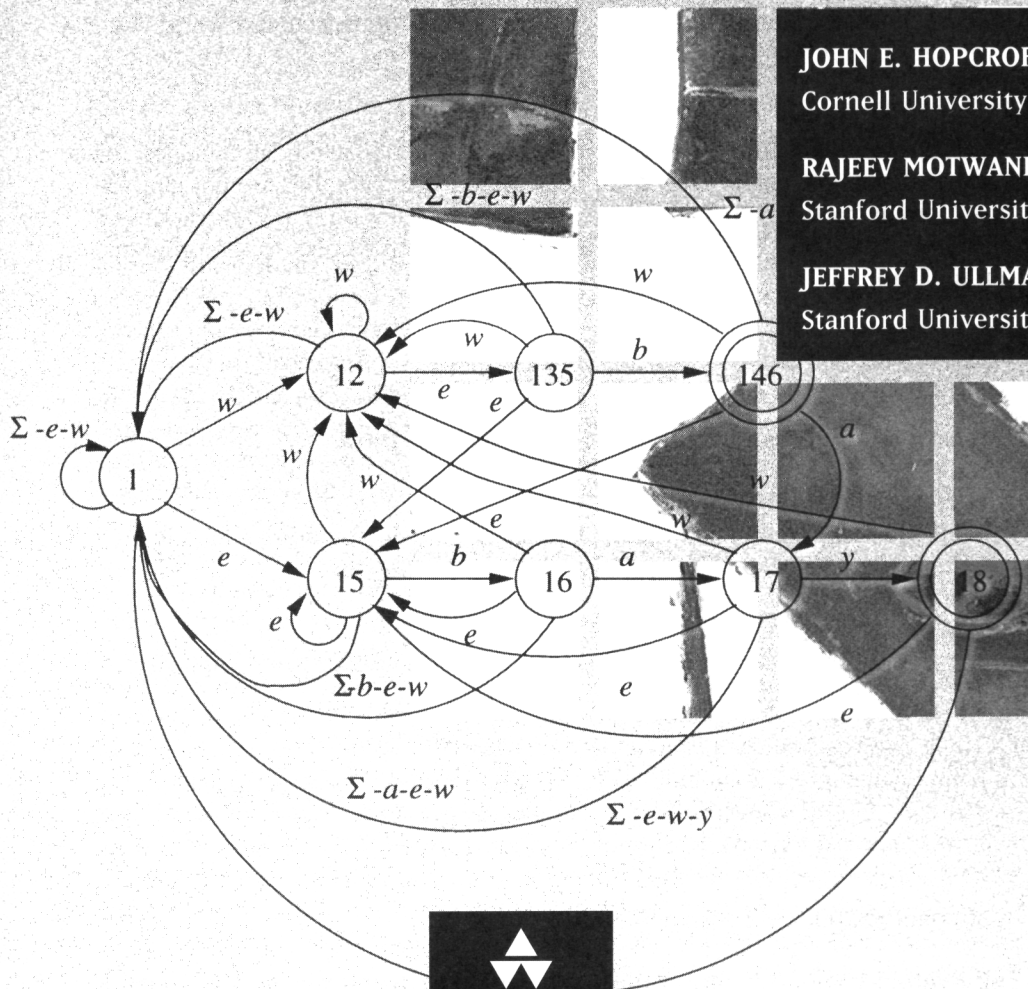 JOHN E. HOPCROF
Cornell University
RAJEEV MOTWANI
Stanford Universit
JEFFREY D. ULLMA
Stanford Universit
Σ -b-e-w
Σ -a
w
w
Σ -e-w
w
12
e
135
b
146
w
e
a
Σ -e-w
1
w
w
e
w
w
e
15
b
16
a
17
y
18
e
e
Σ-b-e-w
e
e
Σ -a-e-w
Σ -e-w-y